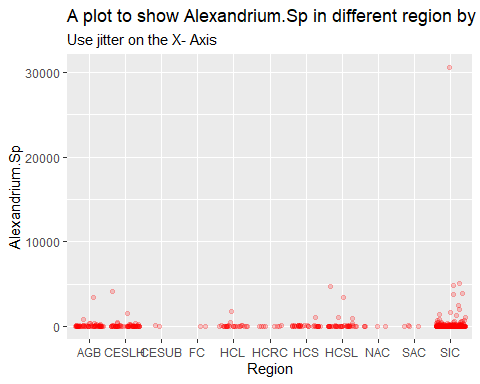 A plot to show Alexandrium.Sp in different region by
Use jitter on the X- Axis
30000
20000
10000
0
Alexandrium.Sp
AGB CESLH CESUB FC HCL HCRC HCS HCSL NAC SAC SIC
Region